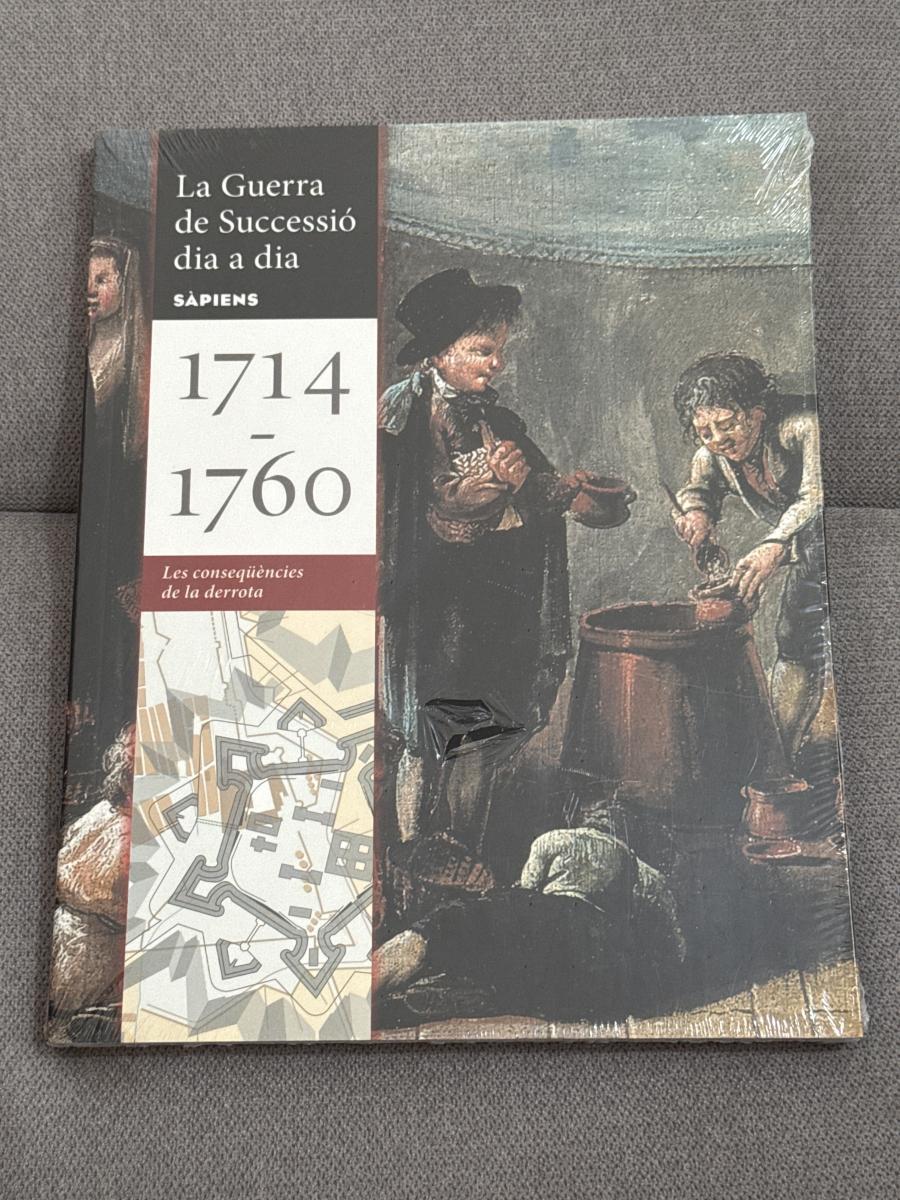 La Guerra
de Successió
dia a dia
SÀPIENS
1714
-
1760
Les conseqüències
de la derrota